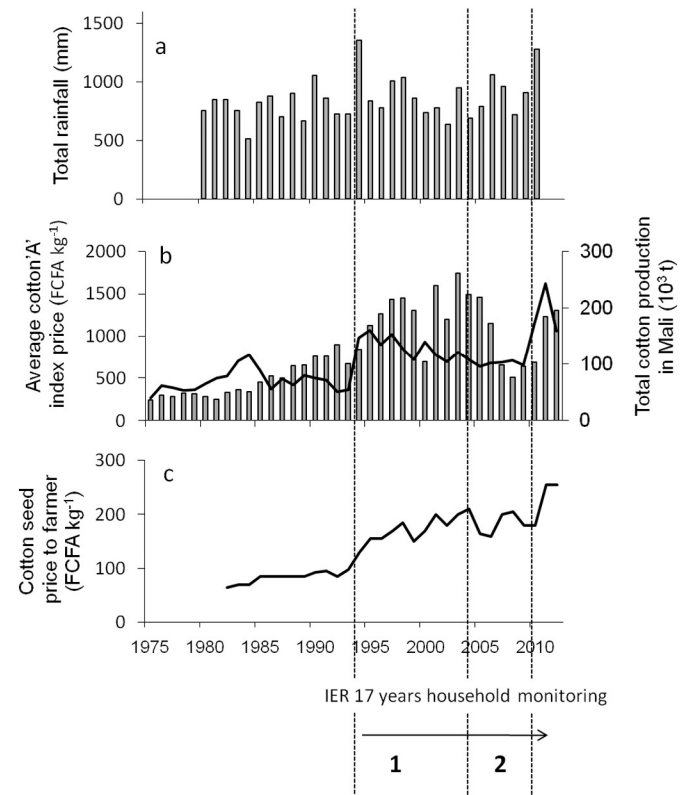 a
Total rainfall (mm)
1500
1000
500
0
b
Average cotton'A'
index price (FCFA kg-1)
2000
1500
1000
500
0
300
200
100
0
Total cotton production
in Mali (10³ t)
c
Cotton seed
price to farmer
(FCFA kg-1)
300
200
100
0
1975 1980 1985 1990 1995 2000 2005 2010
IER 17 years household monitoring
1 2